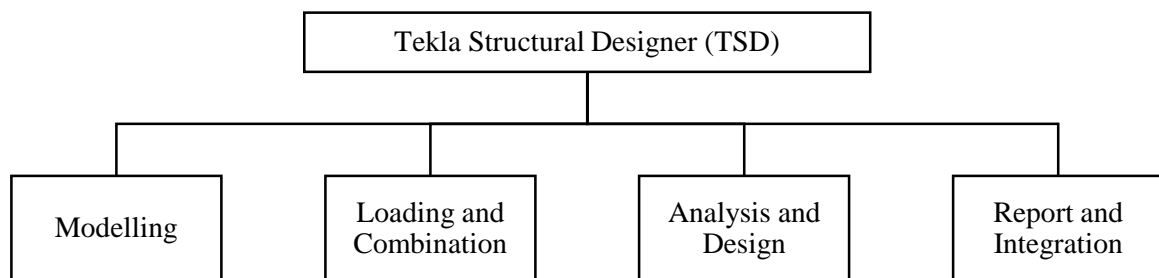 Tekla Structural Designer (TSD)
Modelling
Loading and
Combination
Analysis and
Design
Report and
Integration